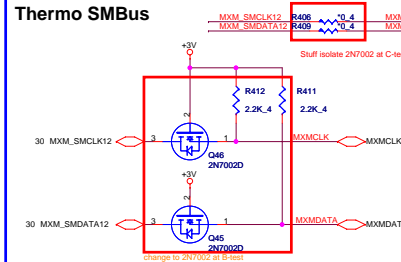 Thermo SMBus
MXM_SMCLK12 R406 *0_4
MXM_SMDATA12 R409 *0_4
Stuff isolate 2N7002 at C-te
+3V
R412 R411
2.2K_4 2.2K_4
2
30 MXM_SMCLK12 3 1 MXMCLK MXMCLK
Q46
2N7002D
+3V
2
30 MXM_SMDATA12 3 1 MXMDATA MXMDAT
Q45
2N7002D
change to 2N7002 at B-test